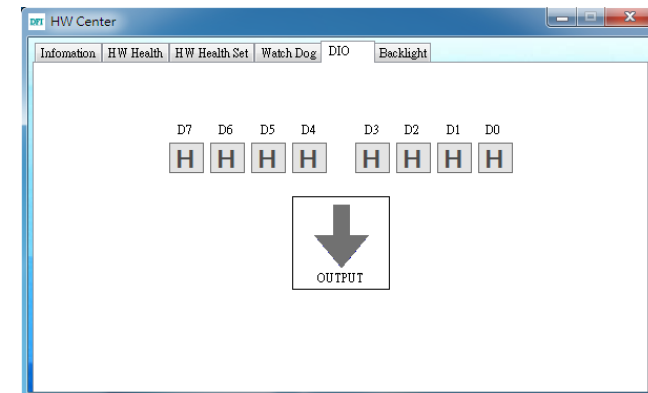 DFI HW Center
Infomation HW Health HW Health Set Watch Dog DIO Backlight
D7 D6 D5 D4 D3 D2 D1 D0
H H H H H H H H
OUTPUT